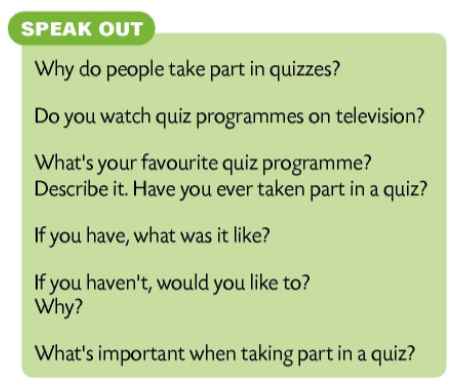 SPEAK OUT
Why do people take part in quizzes?
Do you watch quiz programmes on television?
What's your favourite quiz programme?
Describe it. Have you ever taken part in a quiz?
If you have, what was it like?
If you haven't, would you like to?
Why?
What's important when taking part in a quiz?